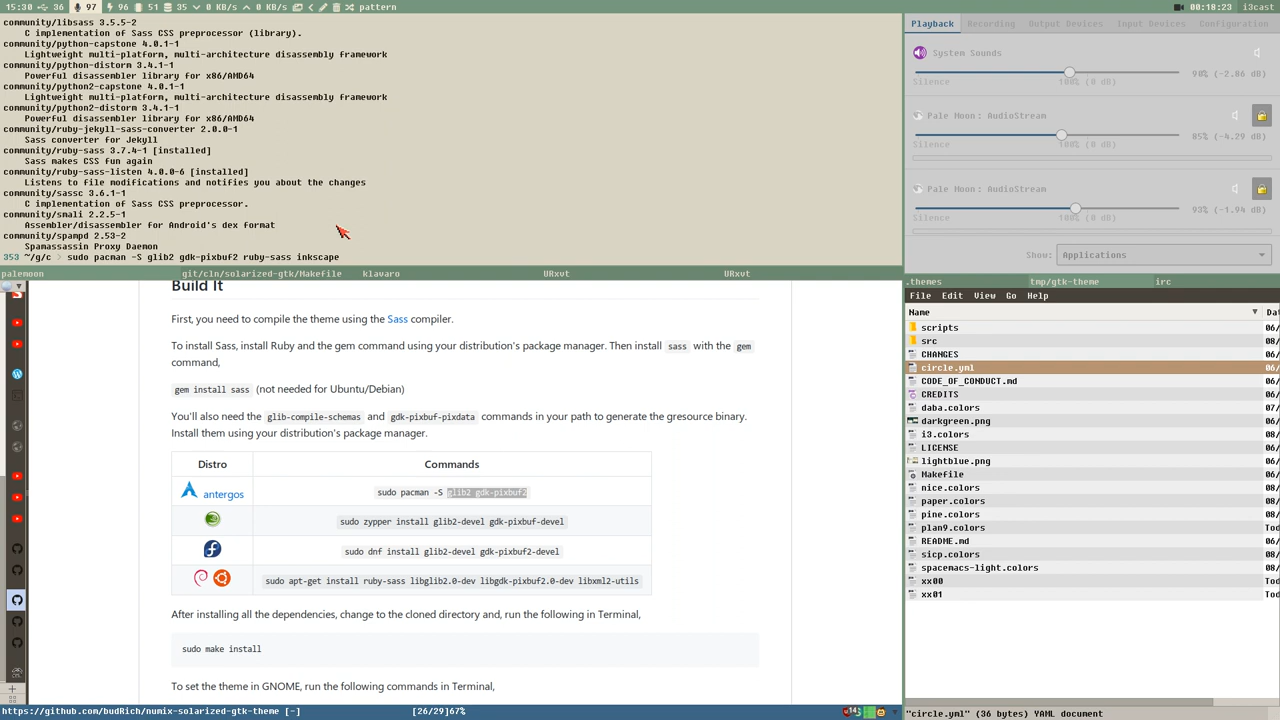 15:30 36 97 96 51 35 0 KB/s 0 KB/s pattern 00:18:23 i3cast
community/libsass 3.5.5-2
C implementation of Sass CSS preprocessor (library).
community/python-capstone 4.0.1-1
Lightweight multi-platform, multi-architecture disassembly framework
community/python-distorm 3.4.1-1
Powerful disassembler library for x86/AMD64
community/python2-capstone 4.0.1-1
Lightweight multi-platform, multi-architecture disassembly framework
community/python2-distorm 3.4.1-1
Powerful disassembler library for x86/AMD64
community/ruby-jekyll-sass-converter 2.0.0-1
Sass converter for Jekyll
community/ruby-sass 3.7.4-1 [installed]
Sass makes CSS fun again
community/ruby-sass-listen 4.0.0-6 [installed]
Listens to file modifications and notifies you about the changes
community/sassc 3.6.1-1
C implementation of Sass CSS preprocessor.
community/smali 2.2.5-1
Assembler/disassembler for Android's dex format
community/spampd 2.53-2
Spamassassin Proxy Daemon
353 ~/g/c > sudo pacman -S glib2 gdk-pixbuf2 ruby-sass inkscape
palemoon git/cln/solarized-gtk/Makefile klavaro URxvt URxvt
Build It
First, you need to compile the theme using the Sass compiler.
To install Sass, install Ruby and the gem command using your distribution's package manager. Then install sass with the gem
command,
gem install sass (not needed for Ubuntu/Debian)
You'll also need the glib-compile-schemas and gdk-pixbuf-pixdata commands in your path to generate the gresource binary.
Install them using your distribution's package manager.
Distro Commands
antergos sudo pacman -S glib2 gdk-pixbuf2
sudo zypper install glib2-devel gdk-pixbuf-devel
sudo dnf install glib2-devel gdk-pixbuf2-devel
sudo apt-get install ruby-sass libglib2.0-dev libgdk-pixbuf2.0-dev libxml2-utils
After installing all the dependencies, change to the cloned directory and, run the following in Terminal,
sudo make install
To set the theme in GNOME, run the following commands in Terminal,
https://github.com/budRich/numix-solarized-gtk-theme [-] [26/29]67%
Playback Recording Output Devices Input Devices Configuration
System Sounds
90% (-2.86 dB)
Silence 100% (0 dB)
Pale Moon: AudioStream
85% (-4.29 dB)
Silence 100% (0 dB)
Pale Moon: AudioStream
93% (-1.94 dB)
Silence 100% (0 dB)
Show: Applications
.themes tmp/gtk-theme irc
File Edit View Go Help
Name Da
scripts 06/
src 08/
CHANGES 06/
circle.yml 06/
CODE_OF_CONDUCT.md 06/
CREDITS 06/
daba.colors 07/
darkgreen.png 06/
i3.colors 08/
LICENSE 06/
lightblue.png 06/
Makefile 06/
nice.colors 08/
paper.colors 08/
pine.colors 08/
plan9.colors Tod
README.md 06/
sicp.colors 08/
spacemacs-light.colors 08/
xx00 Tod
xx01 Tod
"circle.yml" (36 bytes) YAML document